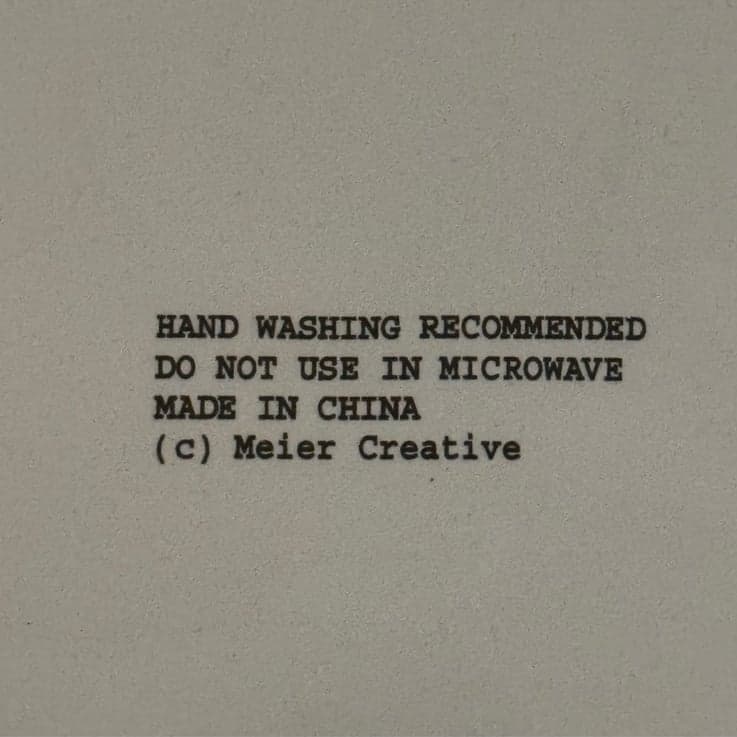 HAND WASHING RECOMMENDED
DO NOT USE IN MICROWAVE
MADE IN CHINA
(c) Meier Creative